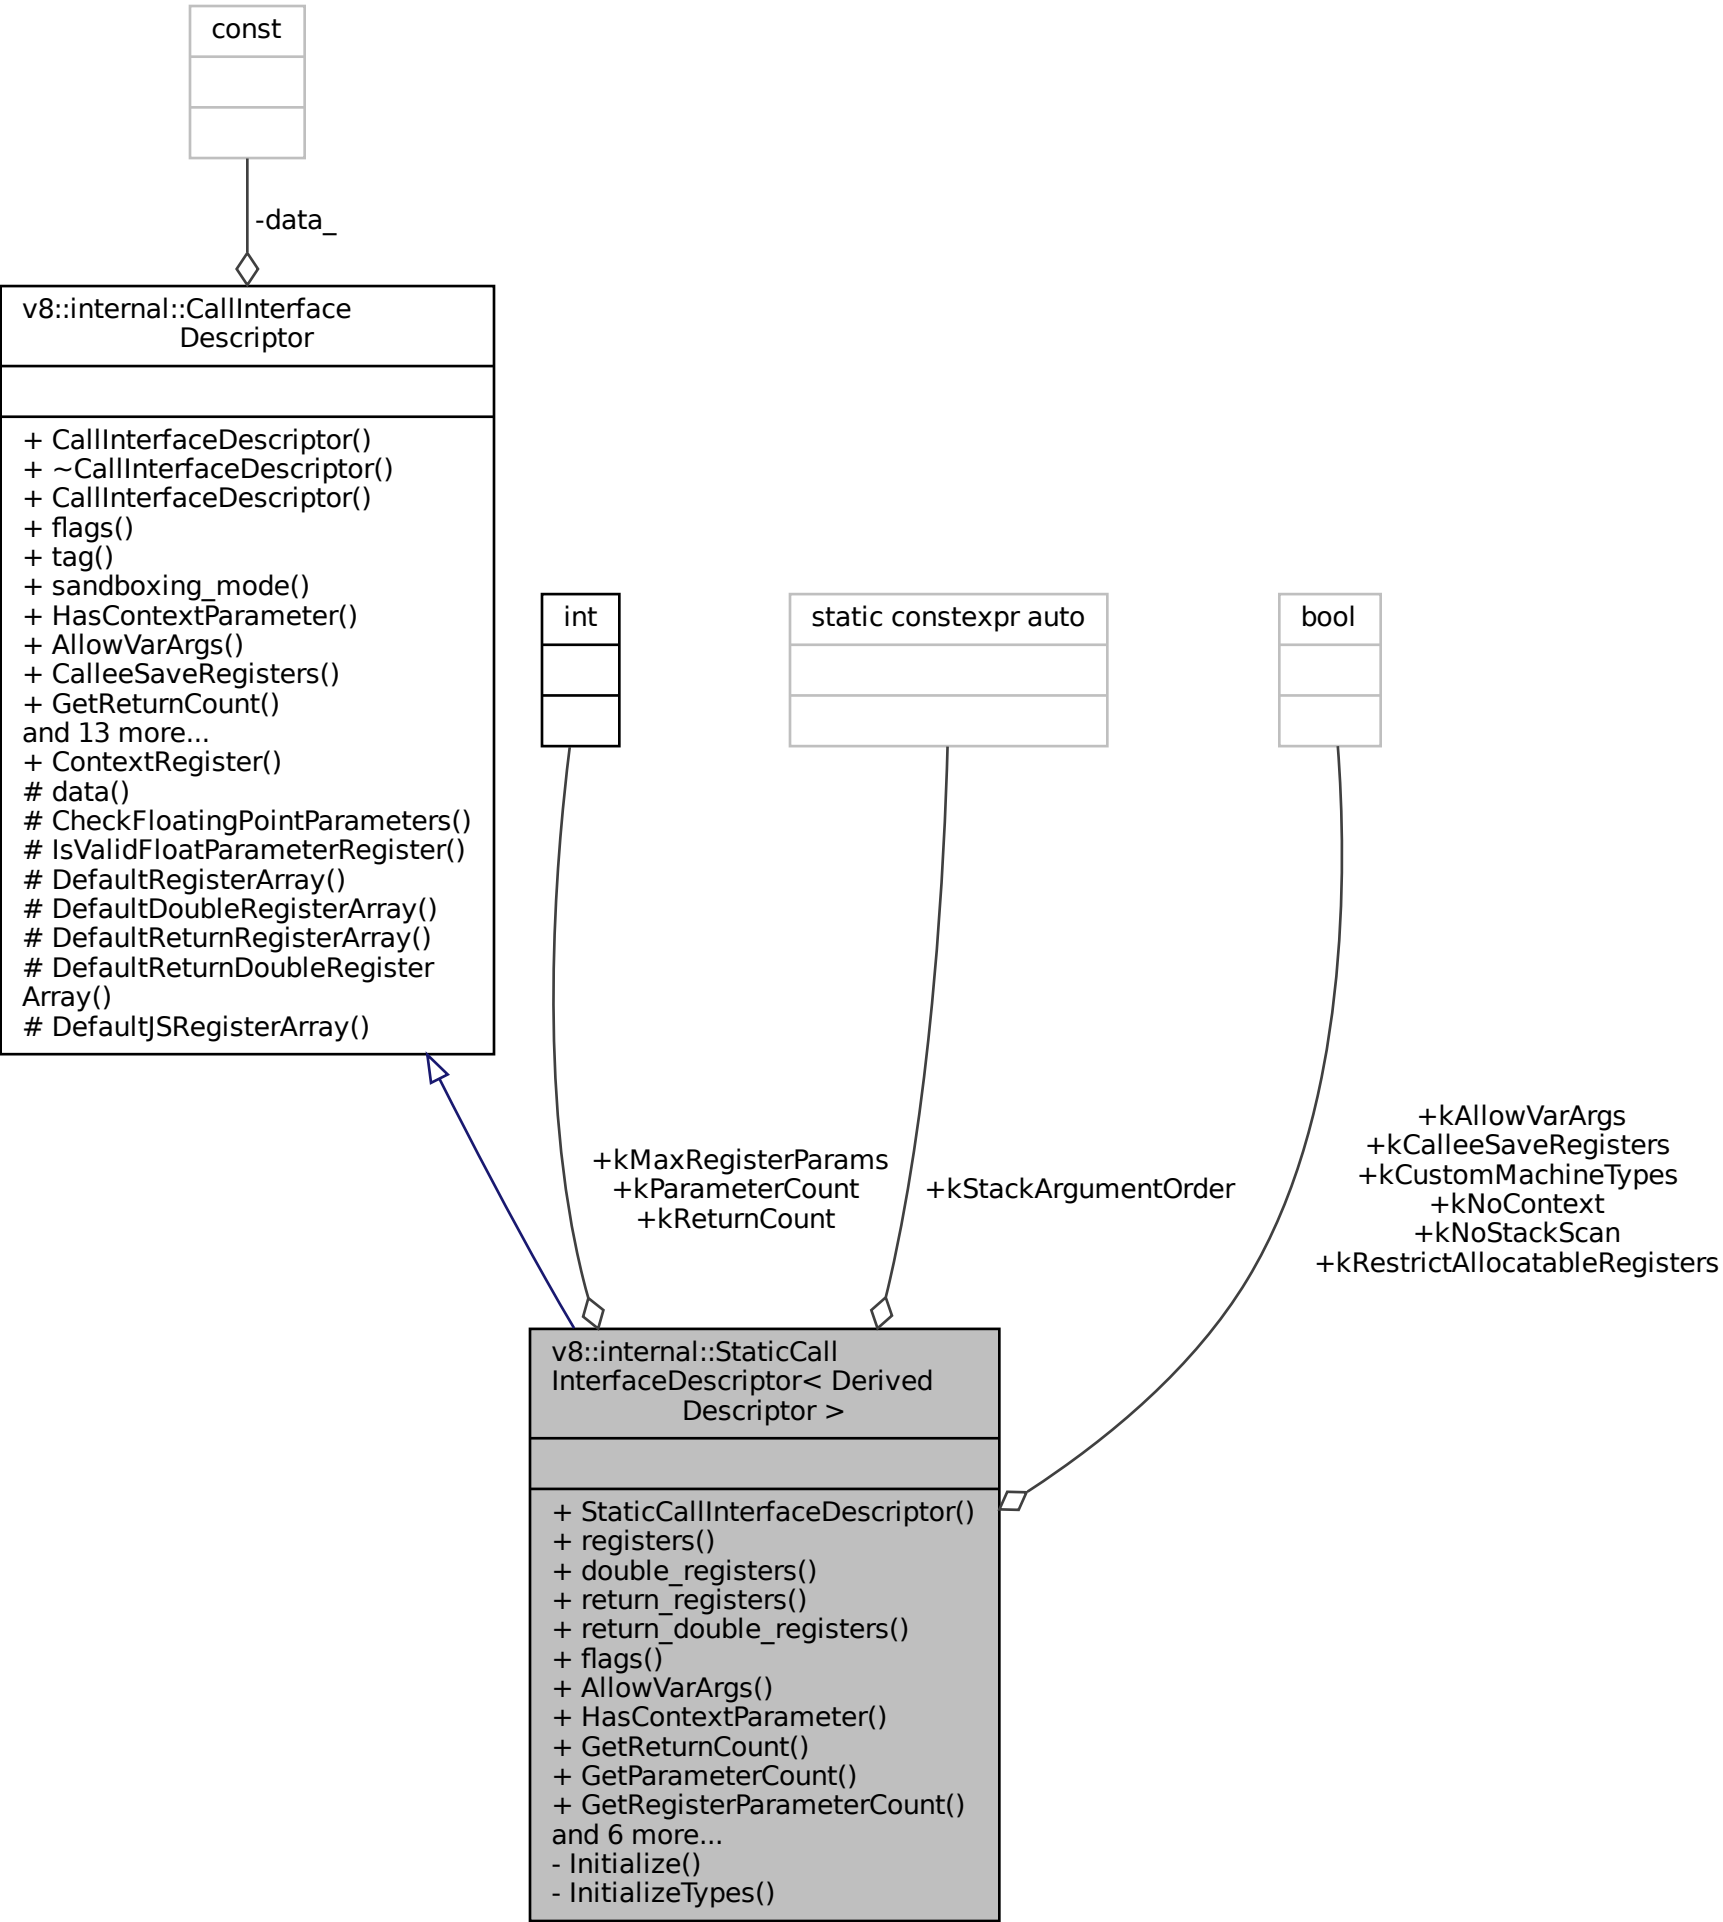 const
-data_
v8::internal::CallInterface
Descriptor
+ CallInterfaceDescriptor()
+ ~CallInterfaceDescriptor()
+ CallInterfaceDescriptor()
+ flags()
+ tag()
+ sandboxing_mode()
+ HasContextParameter()
+ AllowVarArgs()
+ CalleeSaveRegisters()
+ GetReturnCount()
and 13 more...
+ ContextRegister()
# data()
# CheckFloatingPointParameters()
# IsValidFloatParameterRegister()
# DefaultRegisterArray()
# DefaultDoubleRegisterArray()
# DefaultReturnRegisterArray()
# DefaultReturnDoubleRegister
Array()
# DefaultJSRegisterArray()
int
static constexpr auto
bool
+kMaxRegisterParams
+kParameterCount
+kReturnCount
+kStackArgumentOrder
+kAllowVarArgs
+kCalleeSaveRegisters
+kCustomMachineTypes
+kNoContext
+kNoStackScan
+kRestrictAllocatableRegisters
v8::internal::StaticCall
InterfaceDescriptor< Derived
Descriptor >
+ StaticCallInterfaceDescriptor()
+ registers()
+ double_registers()
+ return_registers()
+ return_double_registers()
+ flags()
+ AllowVarArgs()
+ HasContextParameter()
+ GetReturnCount()
+ GetParameterCount()
+ GetRegisterParameterCount()
and 6 more...
- Initialize()
- InitializeTypes()